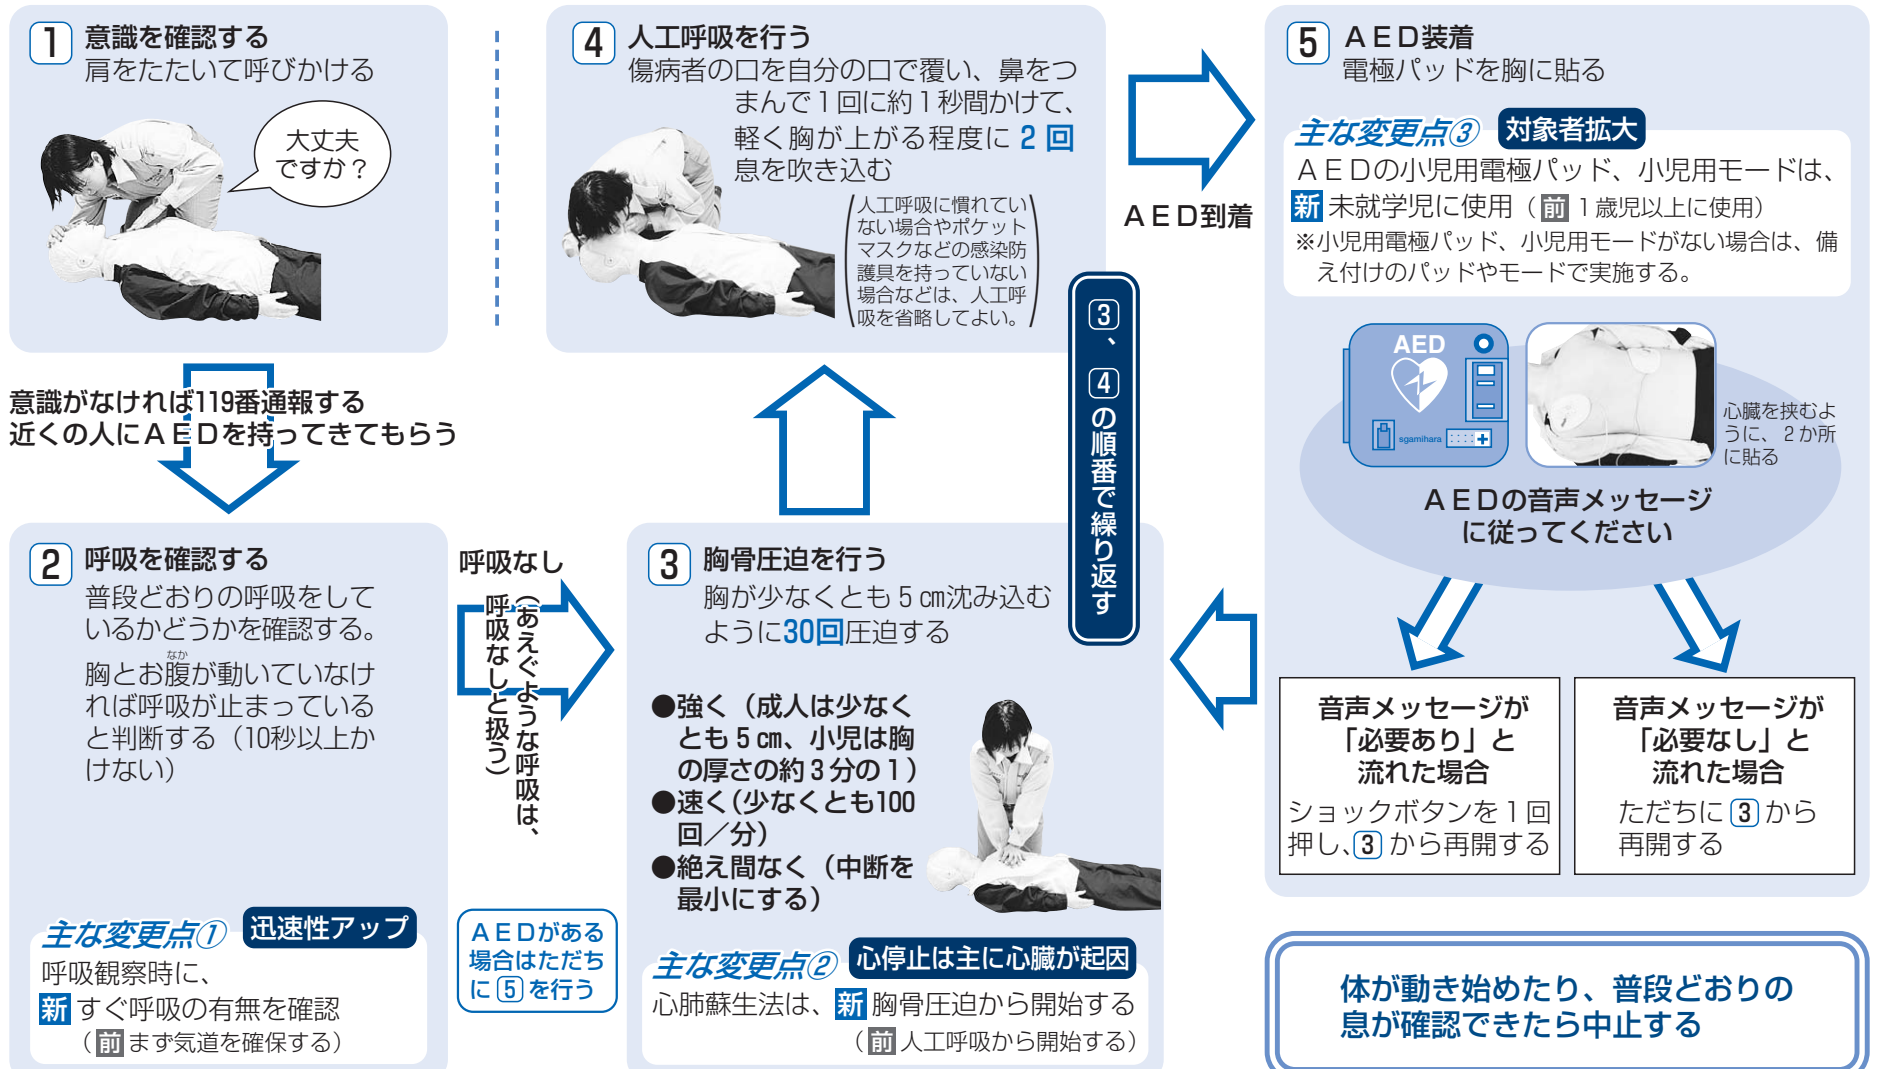 1 意識を確認する
肩をたたいて呼びかける
大丈夫
ですか？
意識がなければ119番通報する
近くの人にＡＥＤを持ってきてもらう
2 呼吸を確認する
普段どおりの呼吸をして
いるかどうかを確認する。
なか
胸とお腹が動いていなけ
れば呼吸が止まっている
と判断する（10秒以上か
けない）
主な変更点① 迅速性アップ
呼吸観察時に、
新 すぐ呼吸の有無を確認
（前 まず気道を確保する）
呼吸なし
（あえぐような呼吸は、
呼吸なしと扱う）
ＡＥＤがある
場合はただち
に 5 を行う
3 胸骨圧迫を行う
胸が少なくとも５㎝沈み込む
ように30回圧迫する
●強く（成人は少なく
とも５㎝、小児は胸
の厚さの約３分の１）
●速く（少なくとも100
回／分）
●絶え間なく（中断を
最小にする）
主な変更点② 心停止は主に心臓が起因
心肺蘇生法は、新 胸骨圧迫から開始する
（前 人工呼吸から開始する）
4 人工呼吸を行う
傷病者の口を自分の口で覆い、鼻をつ
まんで１回に約１秒間かけて、
軽く胸が上がる程度に２回
息を吹き込む
（人工呼吸に慣れてい
ない場合やポケット
マスクなどの感染防
護具を持っていない
場合などは、人工呼
吸を省略してよい。）
3、4の順番で繰り返す
ＡＥＤ到着
5 ＡＥＤ装着
電極パッドを胸に貼る
主な変更点③ 対象者拡大
ＡＥＤの小児用電極パッド、小児用モードは、
新 未就学児に使用（前 １歳児以上に使用）
※小児用電極パッド、小児用モードがない場合は、備
え付けのパッドやモードで実施する。
AED
sgamihara
心臓を挟むよ
うに、２か所
に貼る
ＡＥＤの音声メッセージ
に従ってください
音声メッセージが
「必要あり」と
流れた場合
ショックボタンを１回
押し、3 から再開する
音声メッセージが
「必要なし」と
流れた場合
ただちに 3 から
再開する
体が動き始めたり、普段どおりの
息が確認できたら中止する